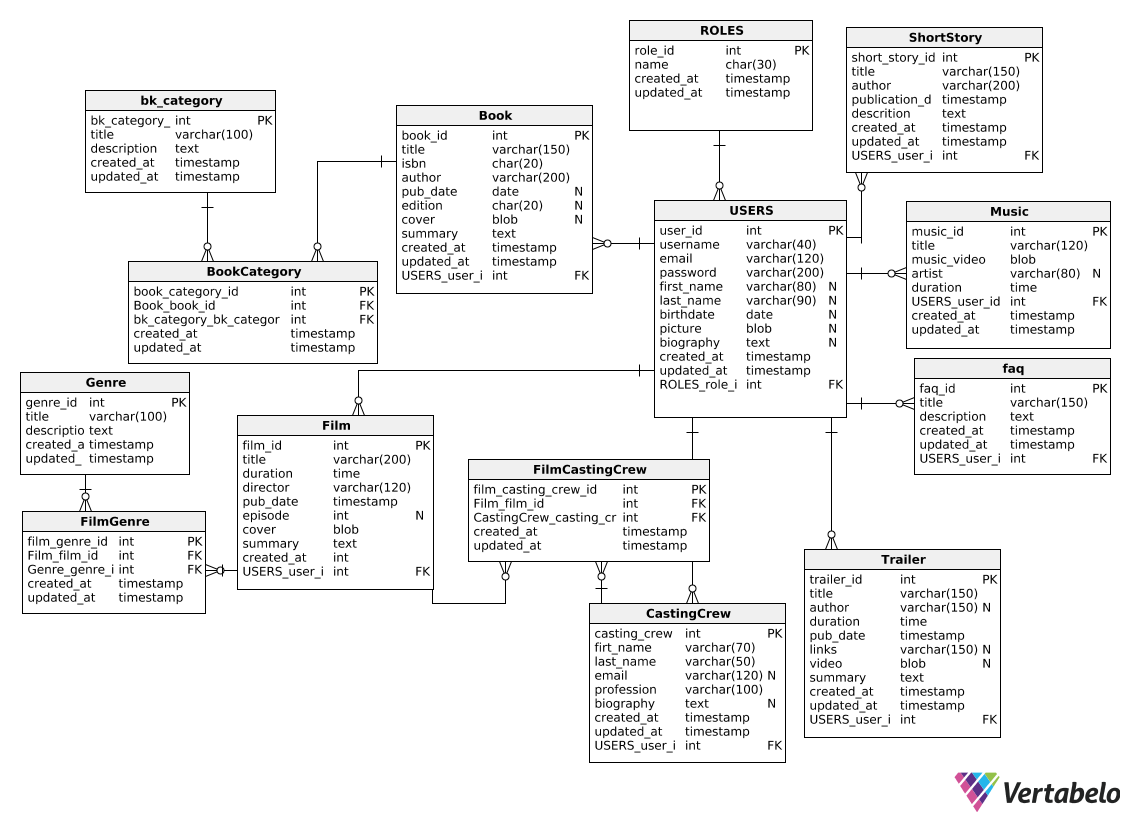 ROLES
role_id int PK
name char(30)
created_at timestamp
updated_at timestamp
ShortStory
short_story_id int PK
title varchar(150)
author varchar(200)
publication_d timestamp
descrition text
created_at timestamp
updated_at timestamp
USERS_user_i int FK
bk_category
bk_category_ int PK
title varchar(100)
description text
created_at timestamp
updated_at timestamp
Book
book_id int PK
title varchar(150)
isbn char(20)
author varchar(200)
pub_date date N
edition char(20) N
cover blob N
summary text
created_at timestamp
updated_at timestamp
USERS_user_i int FK
USERS
user_id int PK
username varchar(40)
email varchar(120)
password varchar(200)
first_name varchar(80) N
last_name varchar(90) N
birthdate date N
picture blob N
biography text N
created_at timestamp
updated_at timestamp
ROLES_role_i int FK
Music
music_id int PK
title varchar(120)
music_video blob
artist varchar(80) N
duration time
USERS_user_id int FK
created_at timestamp
updated_at timestamp
BookCategory
book_category_id int PK
Book_book_id int FK
bk_category_bk_categor int FK
created_at timestamp
updated_at timestamp
faq
faq_id int PK
title varchar(150)
description text
created_at timestamp
updated_at timestamp
USERS_user_i int FK
Genre
genre_id int PK
title varchar(100)
descriptio text
created_a timestamp
updated_ timestamp
Film
film_id int PK
title varchar(200)
duration time
director varchar(120)
pub_date timestamp
episode int N
cover blob
summary text
created_at int
USERS_user_i int FK
FilmCastingCrew
film_casting_crew_id int PK
Film_film_id int FK
CastingCrew_casting_cr int FK
created_at timestamp
updated_at timestamp
FilmGenre
film_genre_id int PK
Film_film_id int FK
Genre_genre_i int FK
created_at timestamp
updated_at timestamp
Trailer
trailer_id int PK
title varchar(150)
author varchar(150) N
duration time
pub_date timestamp
links varchar(150) N
video blob N
summary text
created_at timestamp
updated_at timestamp
USERS_user_i int FK
CastingCrew
casting_crew int PK
firt_name varchar(70)
last_name varchar(50)
email varchar(120) N
profession varchar(100)
biography text N
created_at timestamp
updated_at timestamp
USERS_user_i int FK
Vertabelo